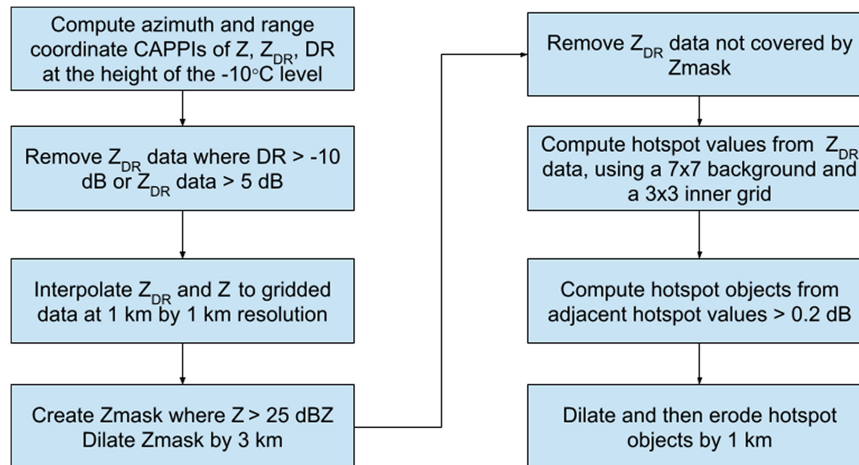 Compute azimuth and range
coordinate CAPPIs of Z, ZDR, DR
at the height of the -10°C level
Remove ZDR data where DR > -10
dB or ZDR data > 5 dB
Interpolate ZDR and Z to gridded
data at 1 km by 1 km resolution
Create Zmask where Z > 25 dBZ
Dilate Zmask by 3 km
Remove ZDR data not covered by
Zmask
Compute hotspot values from ZDR
data, using a 7x7 background and
a 3x3 inner grid
Compute hotspot objects from
adjacent hotspot values > 0.2 dB
Dilate and then erode hotspot
objects by 1 km